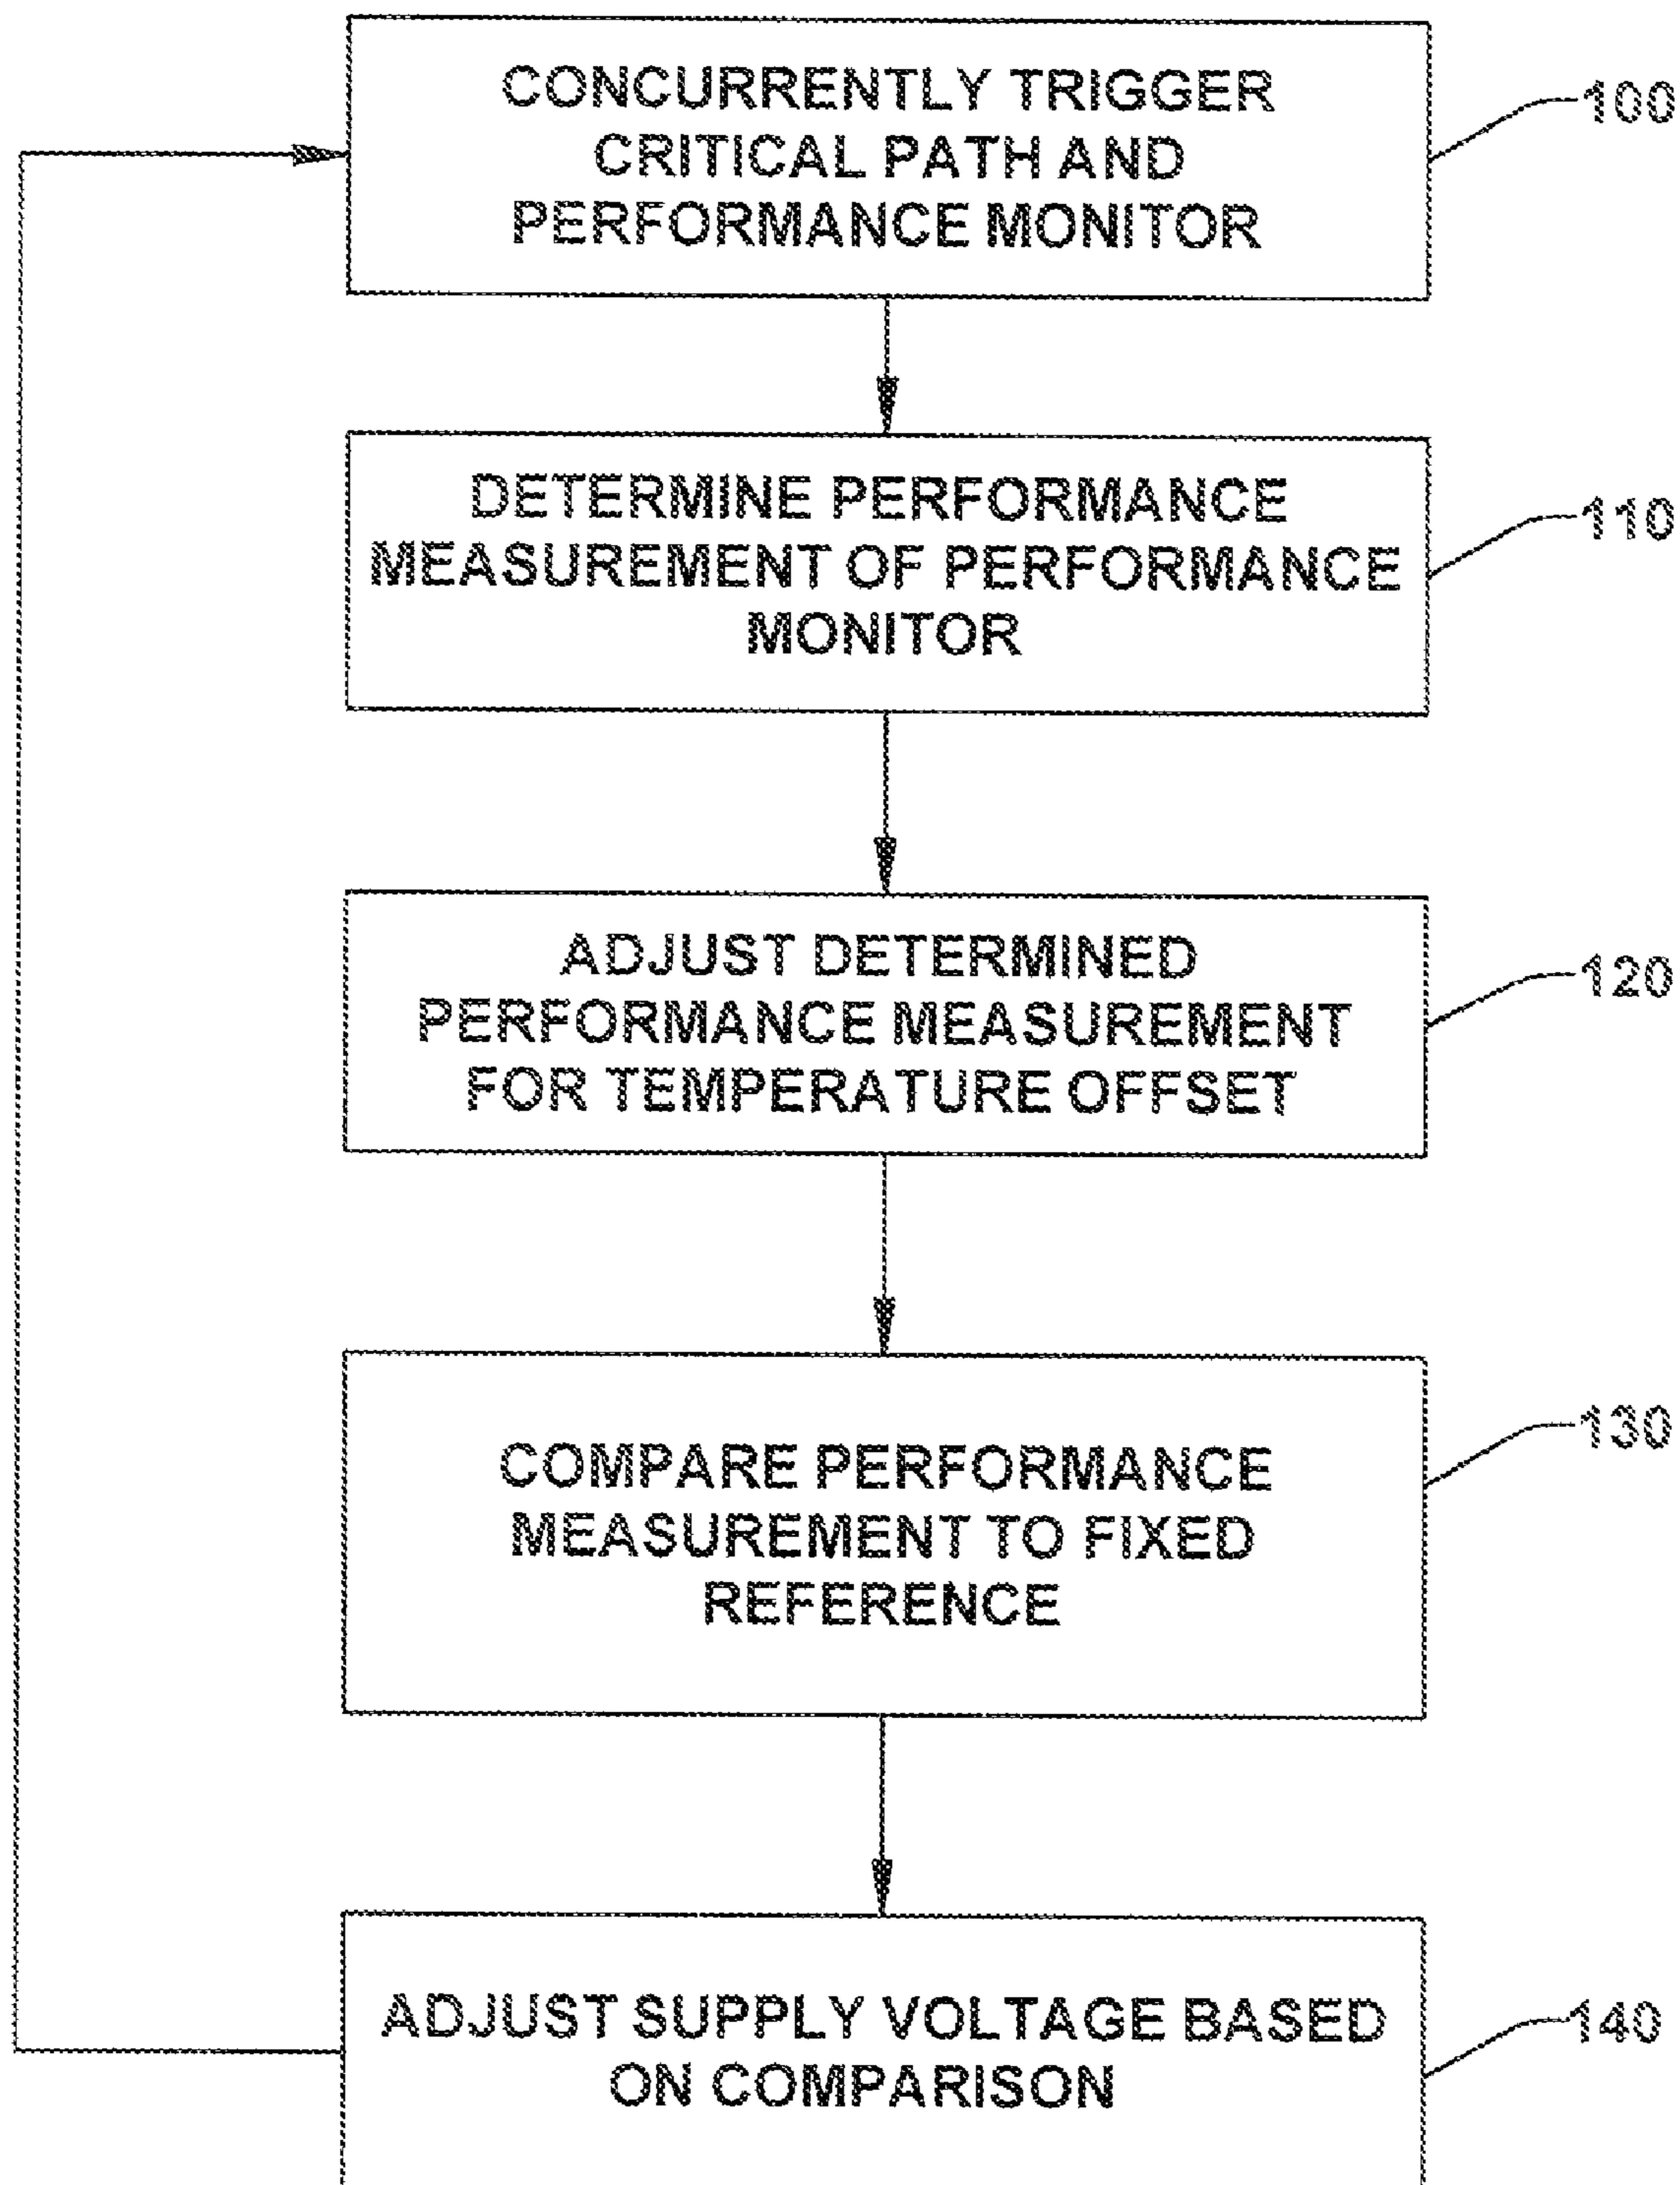 CONCURRENTLY TRIGGER
CRITICAL PATH AND
PERFORMANCE MONITOR
100
DETERMINE PERFORMANCE
MEASUREMENT OF PERFORMANCE
MONITOR
110
ADJUST DETERMINED
PERFORMANCE MEASUREMENT
FOR TEMPERATURE OFFSET
120
COMPARE PERFORMANCE
MEASUREMENT TO FIXED
REFERENCE
130
ADJUST SUPPLY VOLTAGE BASED
ON COMPARISON
140